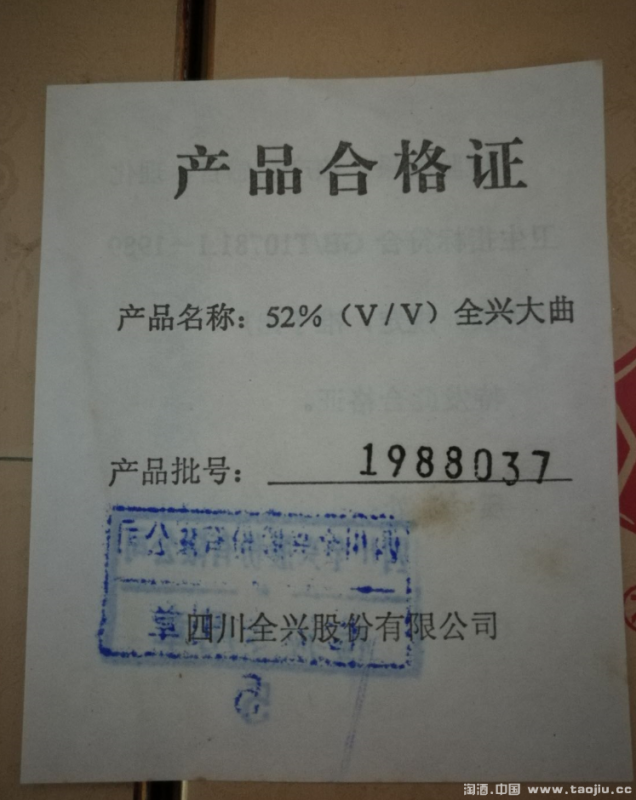 产品合格证
产品名称：52%（V/V）全兴大曲
产品批号：1988037
四川全兴股份有限公司
淘酒.中国 www.taojiu.cc